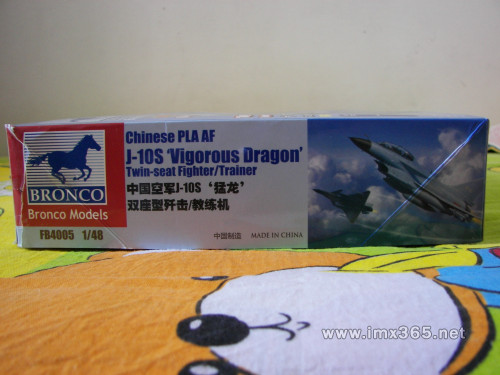 BRONCO
Bronco Models
FB4005 1/48
Chinese PLA AF
J-10S 'Vigorous Dragon'
Twin-seat Fighter/Trainer
中国空军J-10S‘猛龙’
双座型歼击/教练机
中国制造 MADE IN CHINA
www.imx365.net